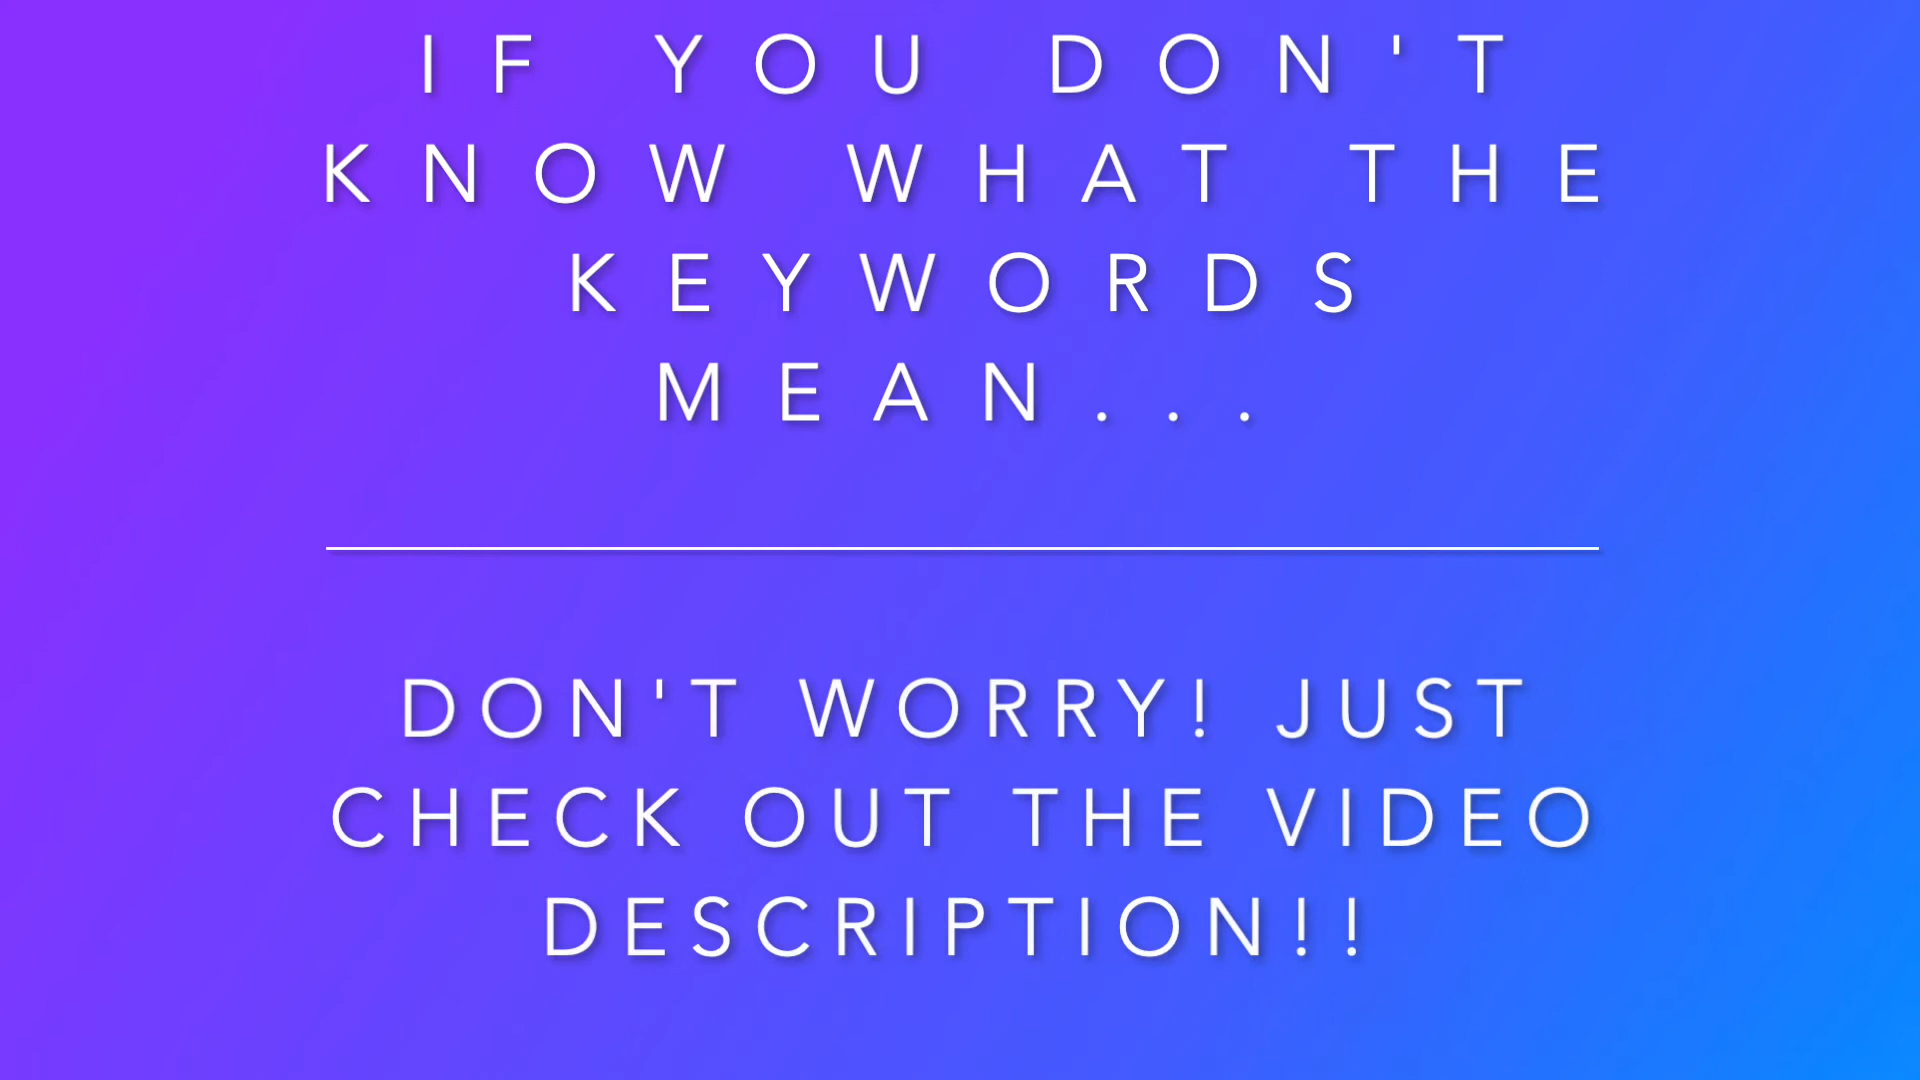 IF YOU DON'T
KNOW WHAT THE
KEYWORDS
MEAN...
DON'T WORRY! JUST
CHECK OUT THE VIDEO
DESCRIPTION!!